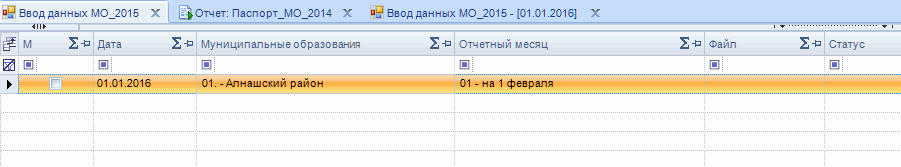 Ввод данных МО_2015 Отчет: Паспорт_МО_2014 Ввод данных МО_2015 - [01.01.2016]
М Дата Муниципальные образования Отчетный месяц Файл Статус
01.01.2016 01. - Алнашский район 01 - на 1 февраля